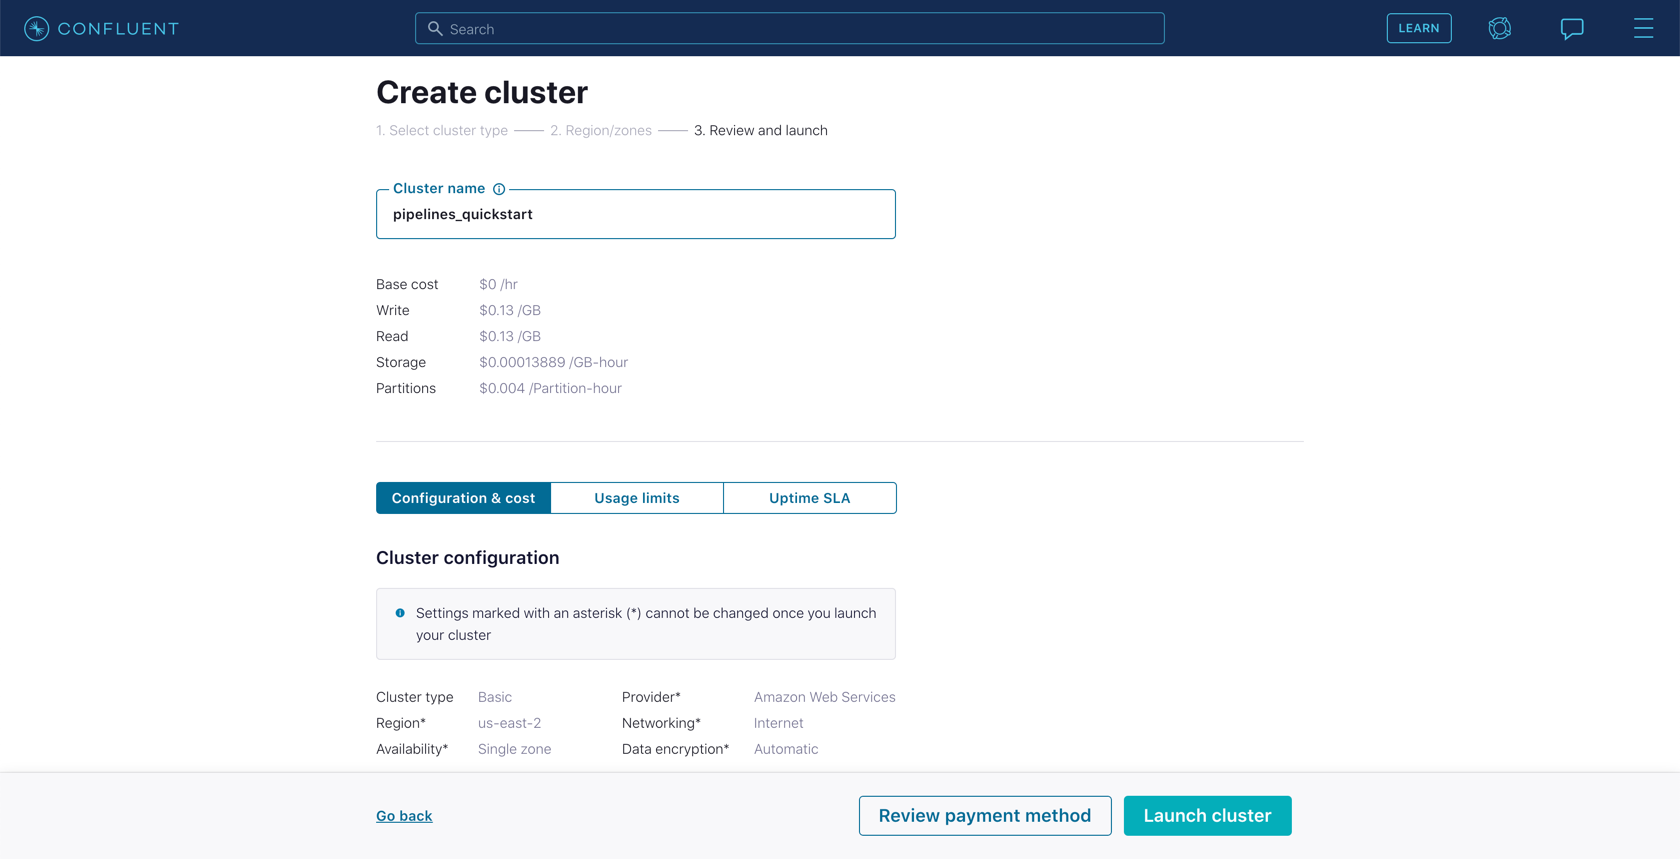 CONFLUENT
Search
LEARN
Create cluster
1. Select cluster type 2. Region/zones 3. Review and launch
Cluster name
pipelines_quickstart
Base cost $0 /hr
Write $0.13 /GB
Read $0.13 /GB
Storage $0.00013889 /GB-hour
Partitions $0.004 /Partition-hour
Configuration & cost Usage limits Uptime SLA
Cluster configuration
Settings marked with an asterisk (*) cannot be changed once you launch
your cluster
Cluster type Basic Provider* Amazon Web Services
Region* us-east-2 Networking* Internet
Availability* Single zone Data encryption* Automatic
Go back Review payment method Launch cluster